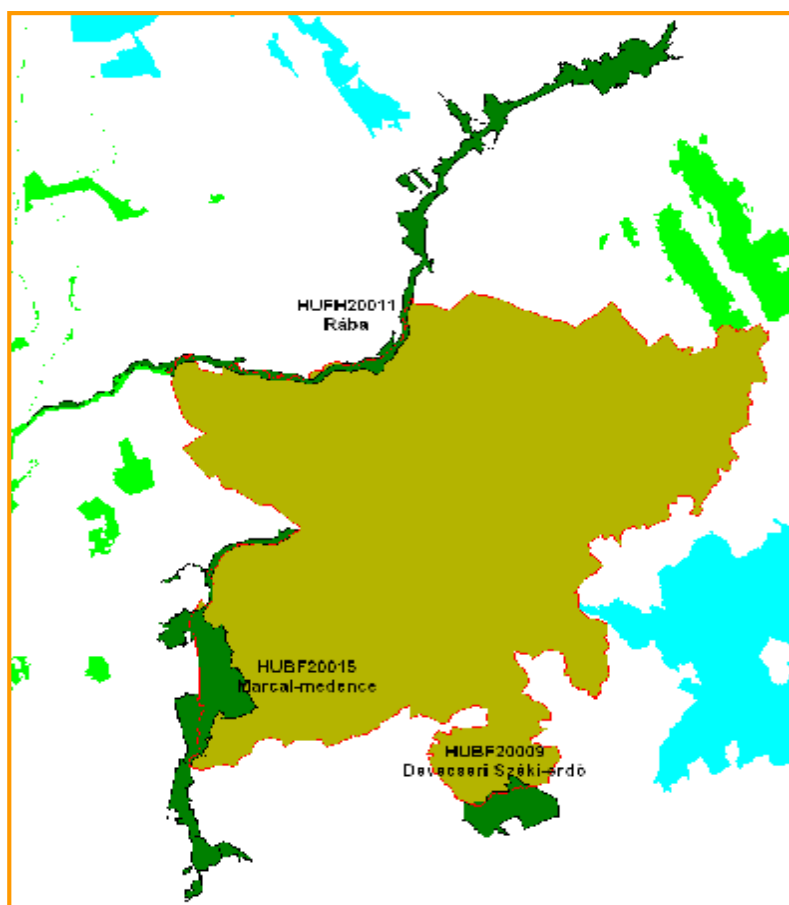 HUFH20011
Rába
HUBF20015
Marcal-medence
HUBF20009
Devecseri Széki-erdő